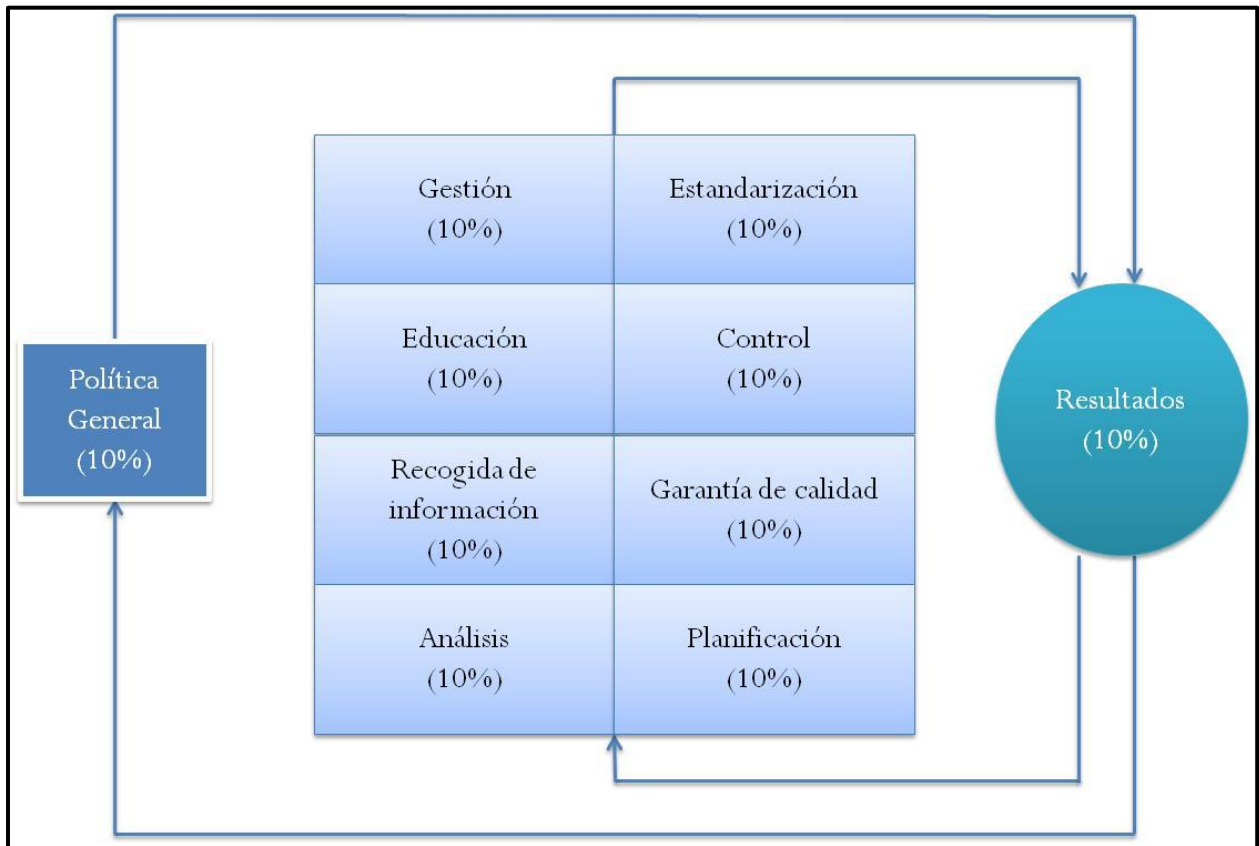 Gestión
(10%)
Estandarización
(10%)
Educación
(10%)
Control
(10%)
Política
General
(10%)
Resultados
(10%)
Recogida de
información
(10%)
Garantía de calidad
(10%)
Análisis
(10%)
Planificación
(10%)